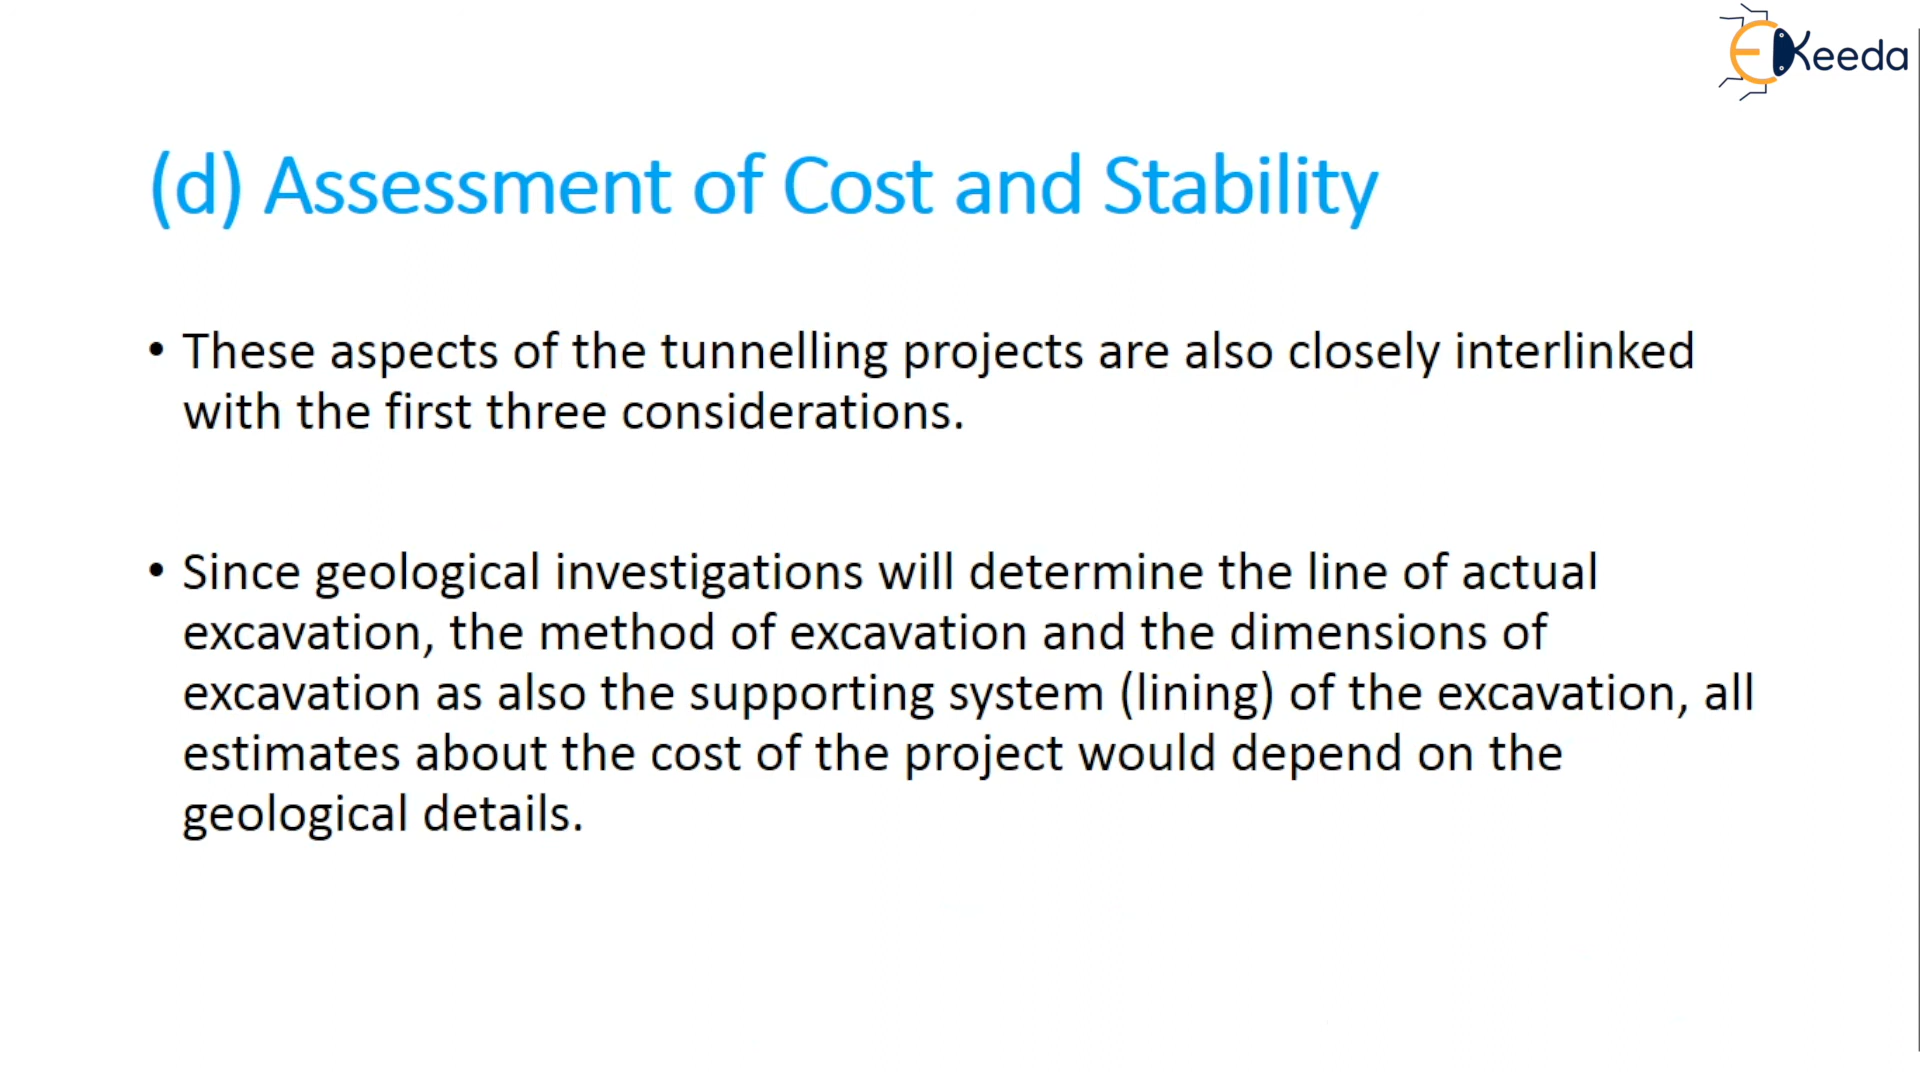 EKeeda
(d) Assessment of Cost and Stability
• These aspects of the tunnelling projects are also closely interlinked
with the first three considerations.
• Since geological investigations will determine the line of actual
excavation, the method of excavation and the dimensions of
excavation as also the supporting system (lining) of the excavation, all
estimates about the cost of the project would depend on the
geological details.